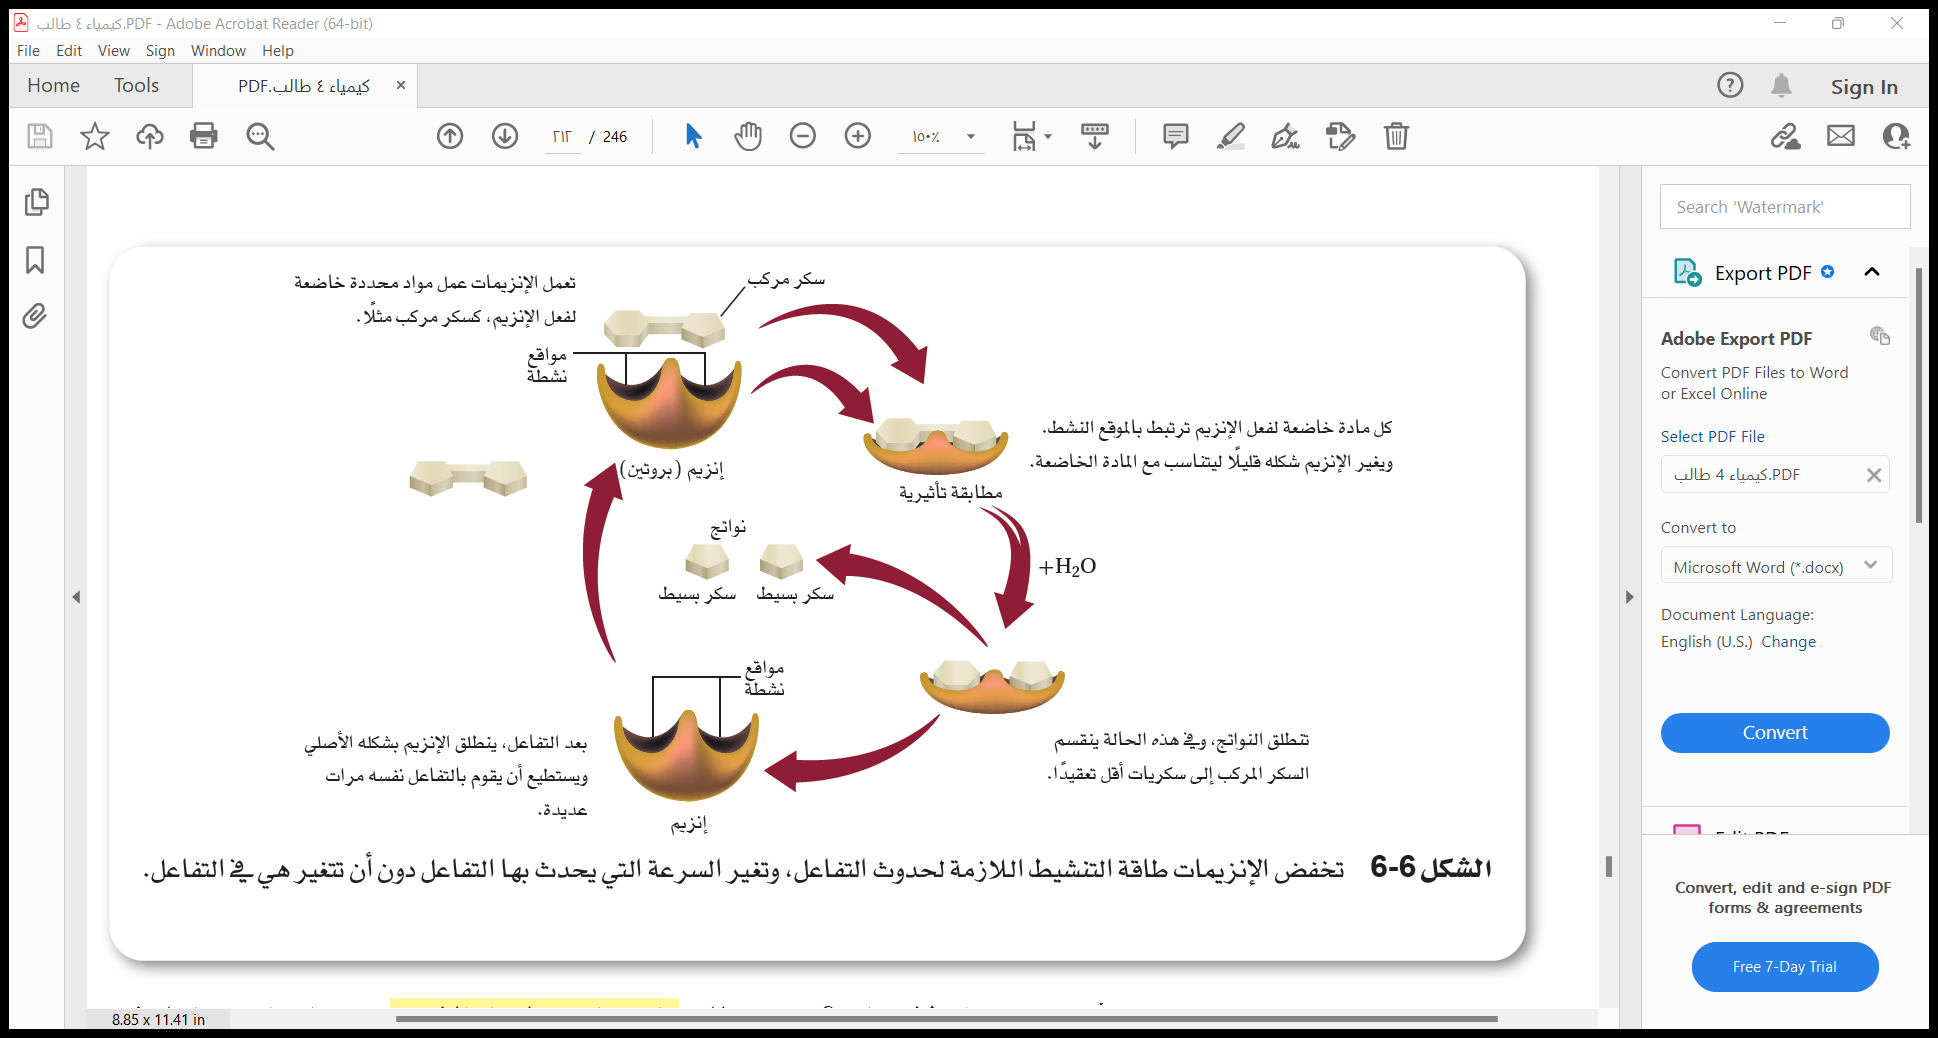 كيمياء ٤ طالب.PDF - Adobe Acrobat Reader (64-bit)
File Edit View Sign Window Help
Home Tools كيمياء ٤ طالب.PDF × Sign In
٢١٢ / 246 ١٥٠٪
تعمل الإنزيمات عمل مواد محددة خاضعة
لفعل الإنزيم، كسكر مركب مثلًا.
سكر مركب
مواقع
نشطة
إنزيم (بروتين)
كل مادة خاضعة لفعل الإنزيم ترتبط بالموقع النشط.
ويغير الإنزيم شكله قليلًا ليتناسب مع المادة الخاضعة.
مطابقة تأثيرية
+H₂O
نواتج
سكر بسيط سكر بسيط
تنطلق النواتج، وفي هذه الحالة ينقسم
السكر المركب إلى سكريات أقل تعقيدًا.
مواقع
نشطة
بعد التفاعل، ينطلق الإنزيم بشكله الأصلي
ويستطيع أن يقوم بالتفاعل نفسه مرات
عديدة.
إنزيم
الشكل 6-6 تخفض الإنزيمات طاقة التنشيط اللازمة لحدوث التفاعل، وتغير السرعة التي يحدث بها التفاعل دون أن تتغير هي في التفاعل.
8.85 x 11.41 in
Search 'Watermark'
Export PDF
Adobe Export PDF
Convert PDF Files to Word
or Excel Online
Select PDF File
كيمياء 4 طالب.PDF
Convert to
Microsoft Word (*.docx)
Document Language:
English (U.S.) Change
Convert
Edit PDF
Convert, edit and e-sign PDF
forms & agreements
Free 7-Day Trial